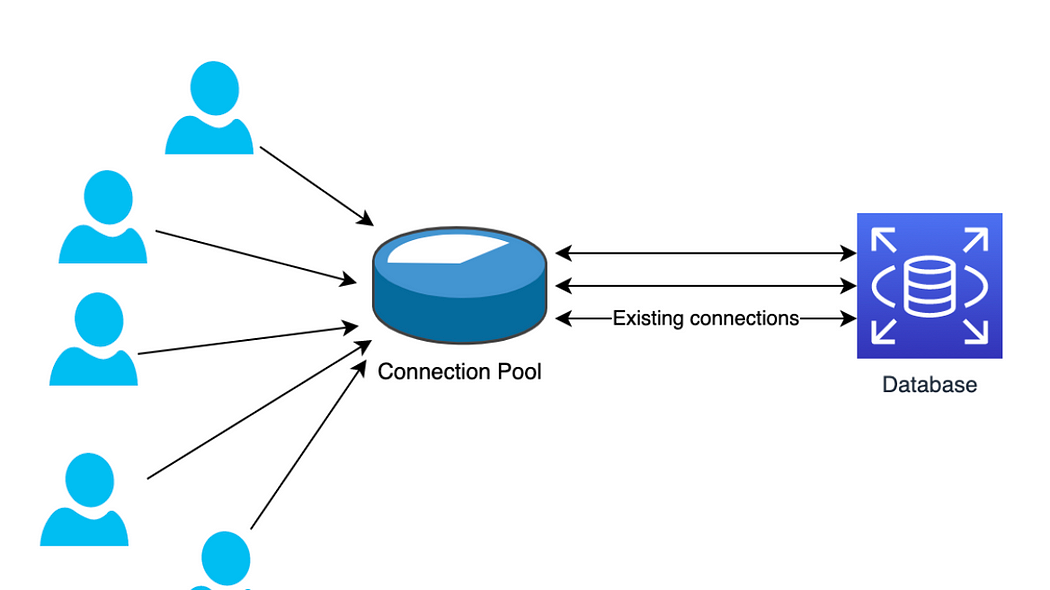 Existing connections
Connection Pool
Database